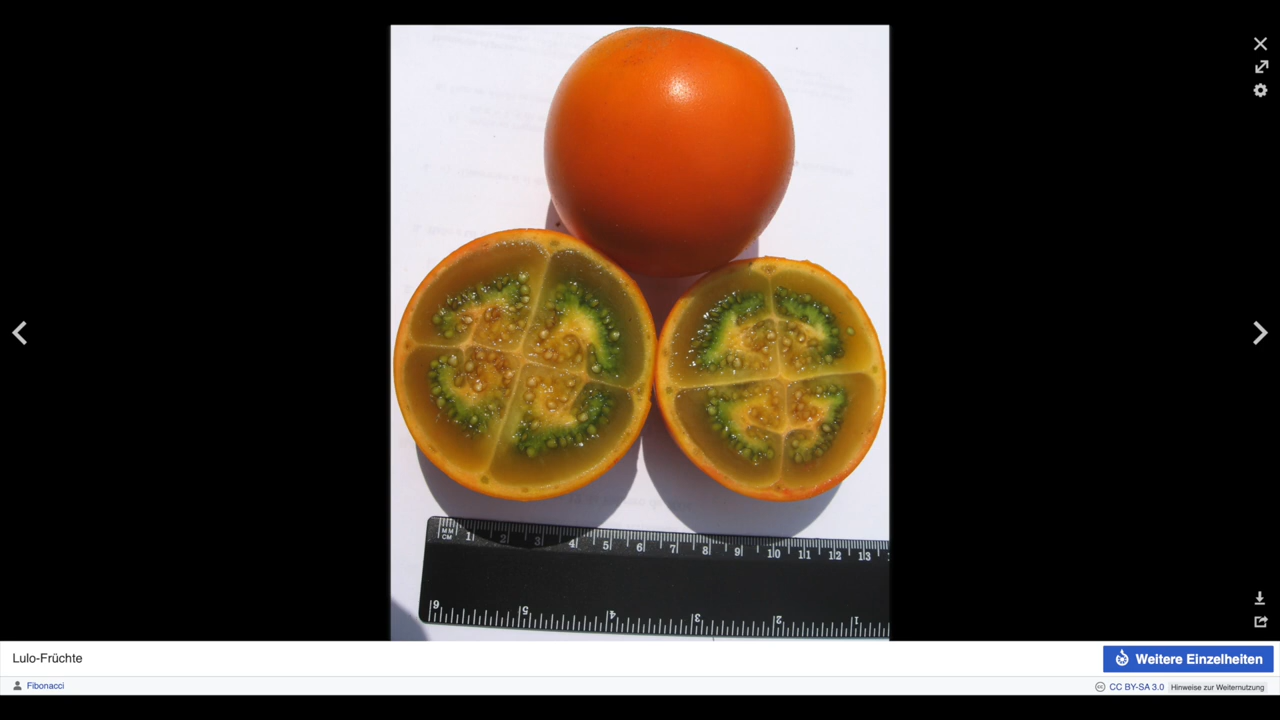 MM
CM
1 2 3 4 5 6 7 8 9 10 11 12 13
6 5 4 3 2 1
Lulo-Früchte
Weitere Einzelheiten
Fibonacci
CC BY-SA 3.0 Hinweise zur Weiternutzung